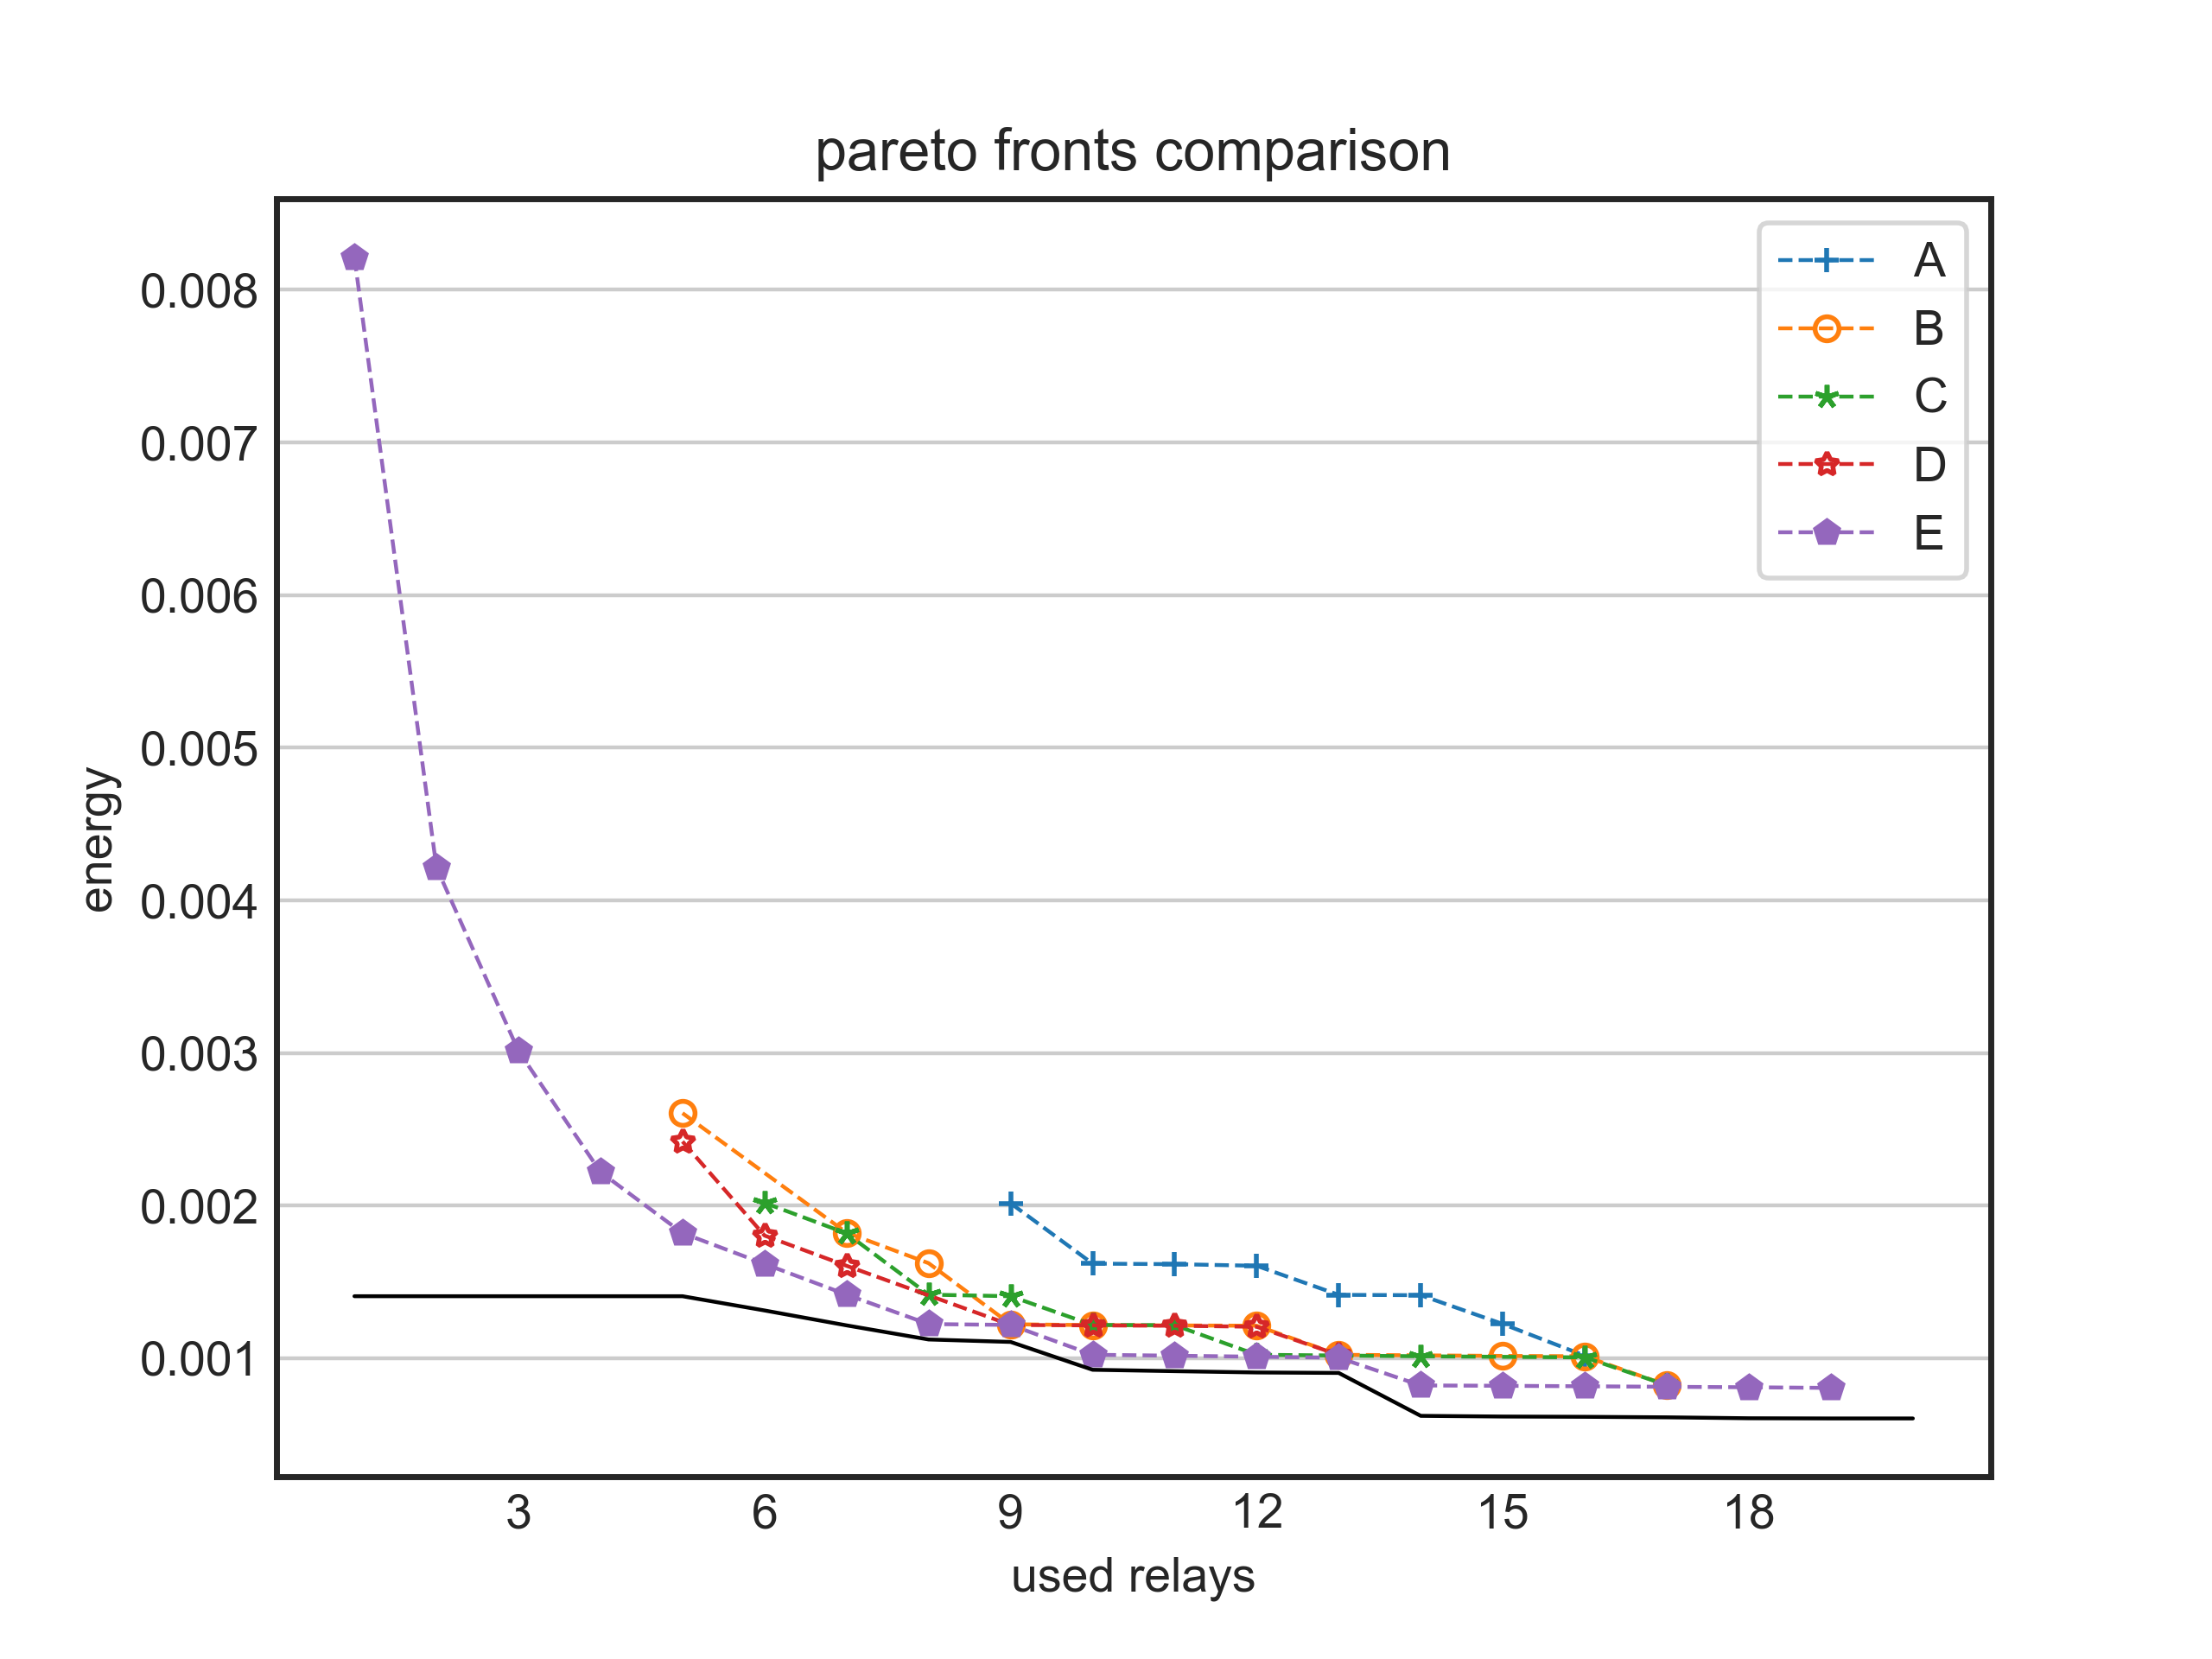 pareto fronts comparison
0.008
0.007
0.006
0.005
0.004
0.003
0.002
0.001
energy
A
B
C
D
E
3 6 9 12 15 18
used relays